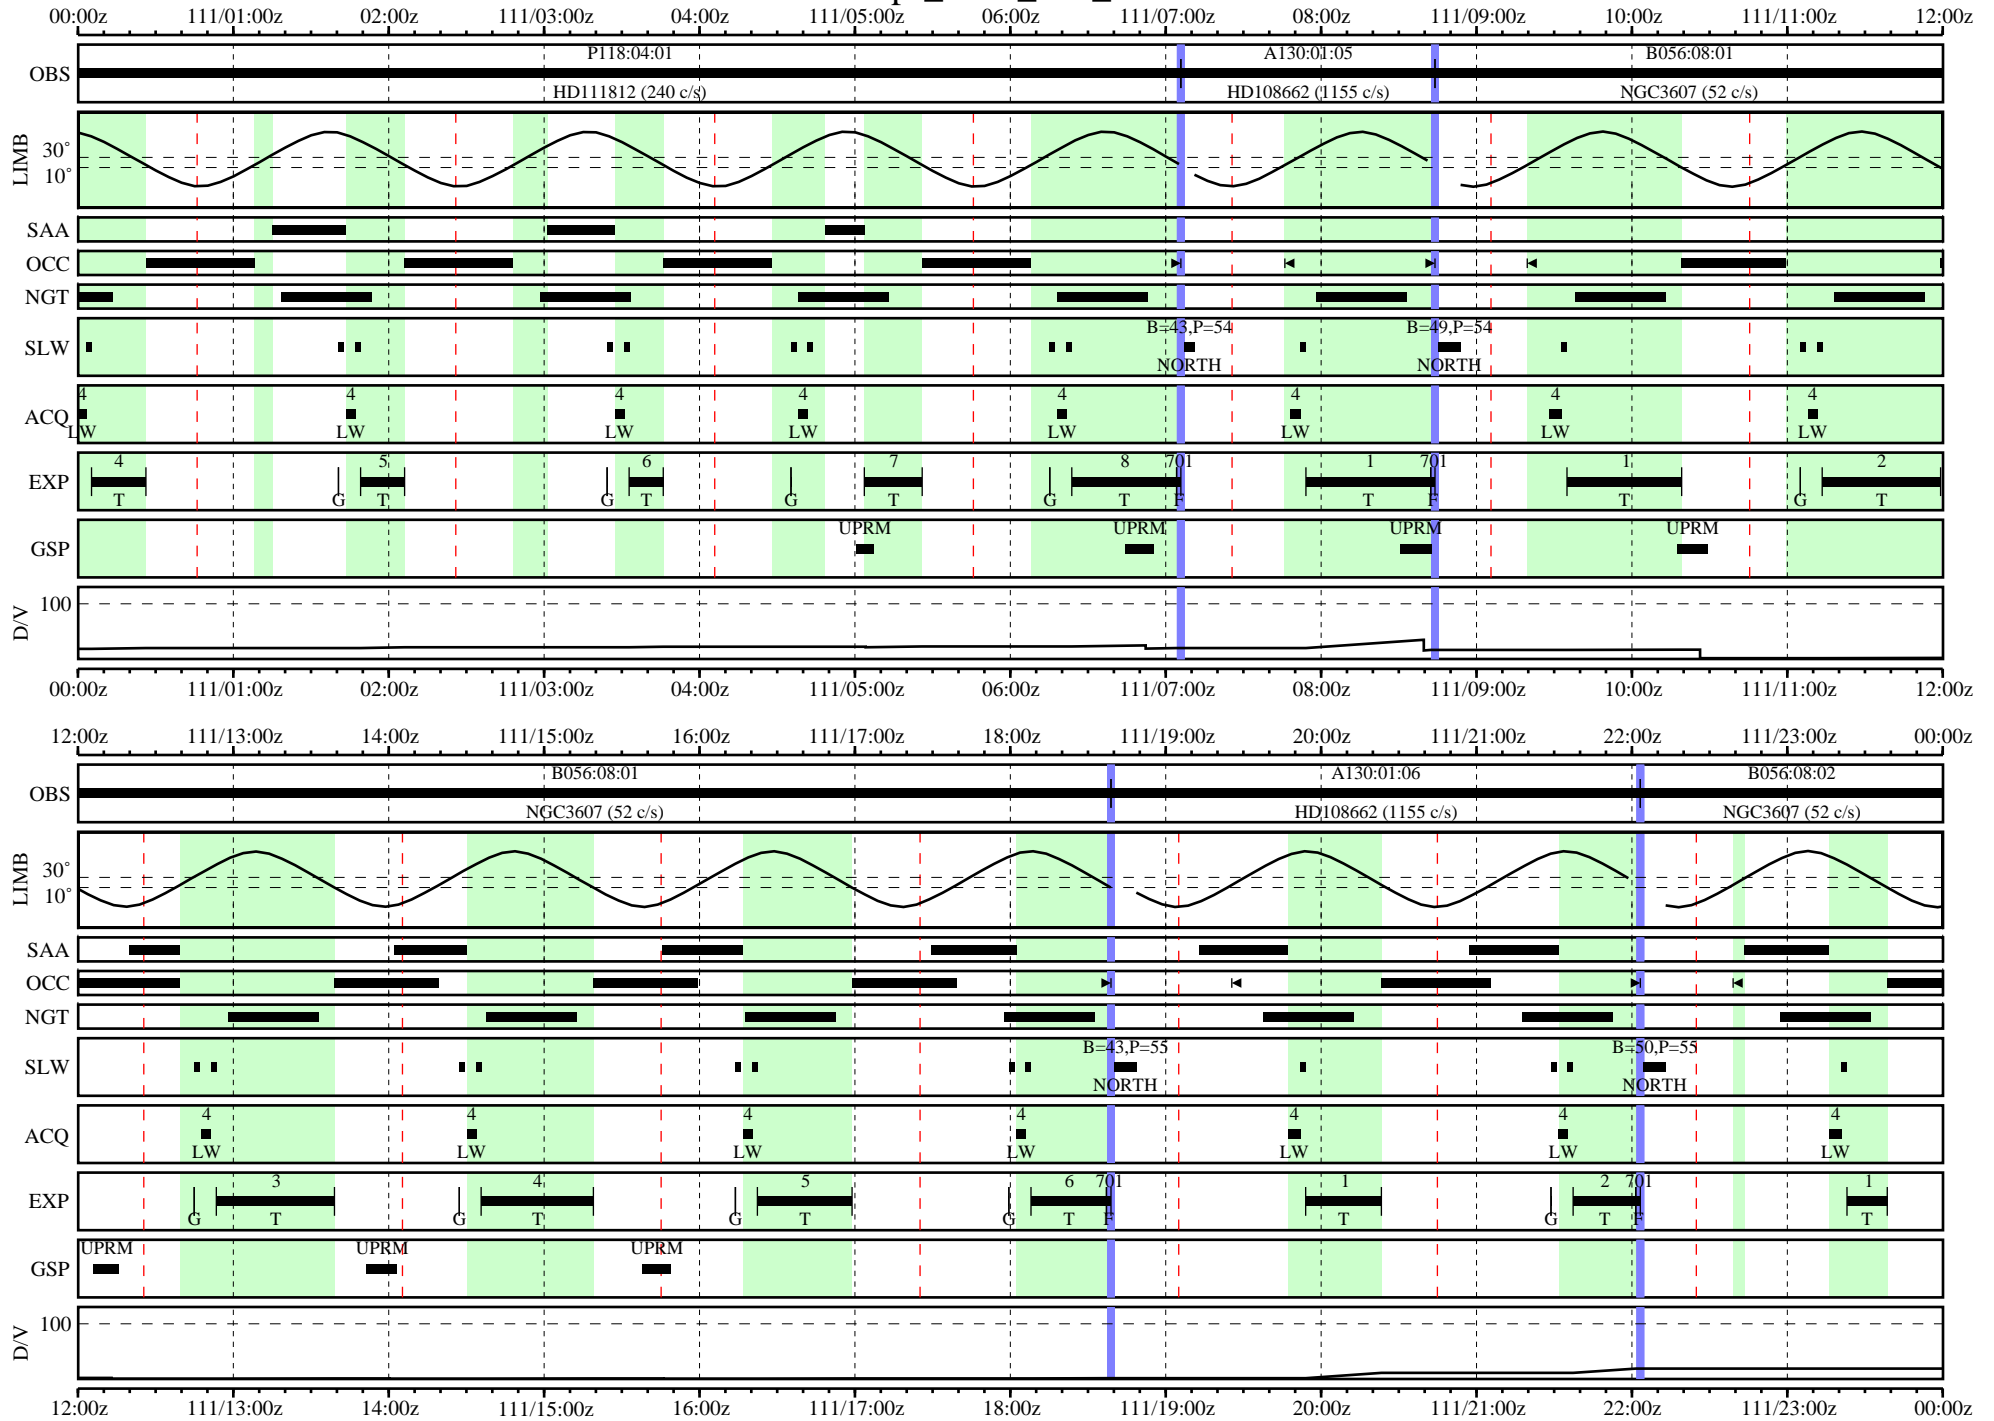 00:00z 111/01:00z 02:00z 111/03:00z 04:00z 111/05:00z 06:00z 111/07:00z 08:00z 111/09:00z 10:00z 111/11:00z 12:00z
P118:04:01 A130:01:05 B056:08:01
OBS
HD111812 (240 c/s) HD108662 (1155 c/s) NGC3607 (52 c/s)
LIMB
30°
10°
SAA
OCC
NGT
B=43,P=54 B=49,P=54
SLW
NORTH NORTH
4 4 4 4 4 4 4 4
ACQ
LW LW LW LW LW LW LW LW
4 5 6 7 8 701 1 701 1 2
EXP
T G T G T G T G T F T F T G T
UPRM UPRM UPRM UPRM
GSP
D/V
100
00:00z 111/01:00z 02:00z 111/03:00z 04:00z 111/05:00z 06:00z 111/07:00z 08:00z 111/09:00z 10:00z 111/11:00z 12:00z
12:00z 111/13:00z 14:00z 111/15:00z 16:00z 111/17:00z 18:00z 111/19:00z 20:00z 111/21:00z 22:00z 111/23:00z 00:00z
B056:08:01 A130:01:06 B056:08:02
OBS
NGC3607 (52 c/s) HD108662 (1155 c/s) NGC3607 (52 c/s)
LIMB
30°
10°
SAA
OCC
NGT
B=43,P=55 B=50,P=55
SLW
NORTH NORTH
4 4 4 4 4 4 4
ACQ
LW LW LW LW LW LW LW
3 4 5 6 701 1 2 701 1
EXP
G T G T G T G T F T G T F T
UPRM UPRM UPRM
GSP
D/V
100
12:00z 111/13:00z 14:00z 111/15:00z 16:00z 111/17:00z 18:00z 111/19:00z 20:00z 111/21:00z 22:00z 111/23:00z 00:00z